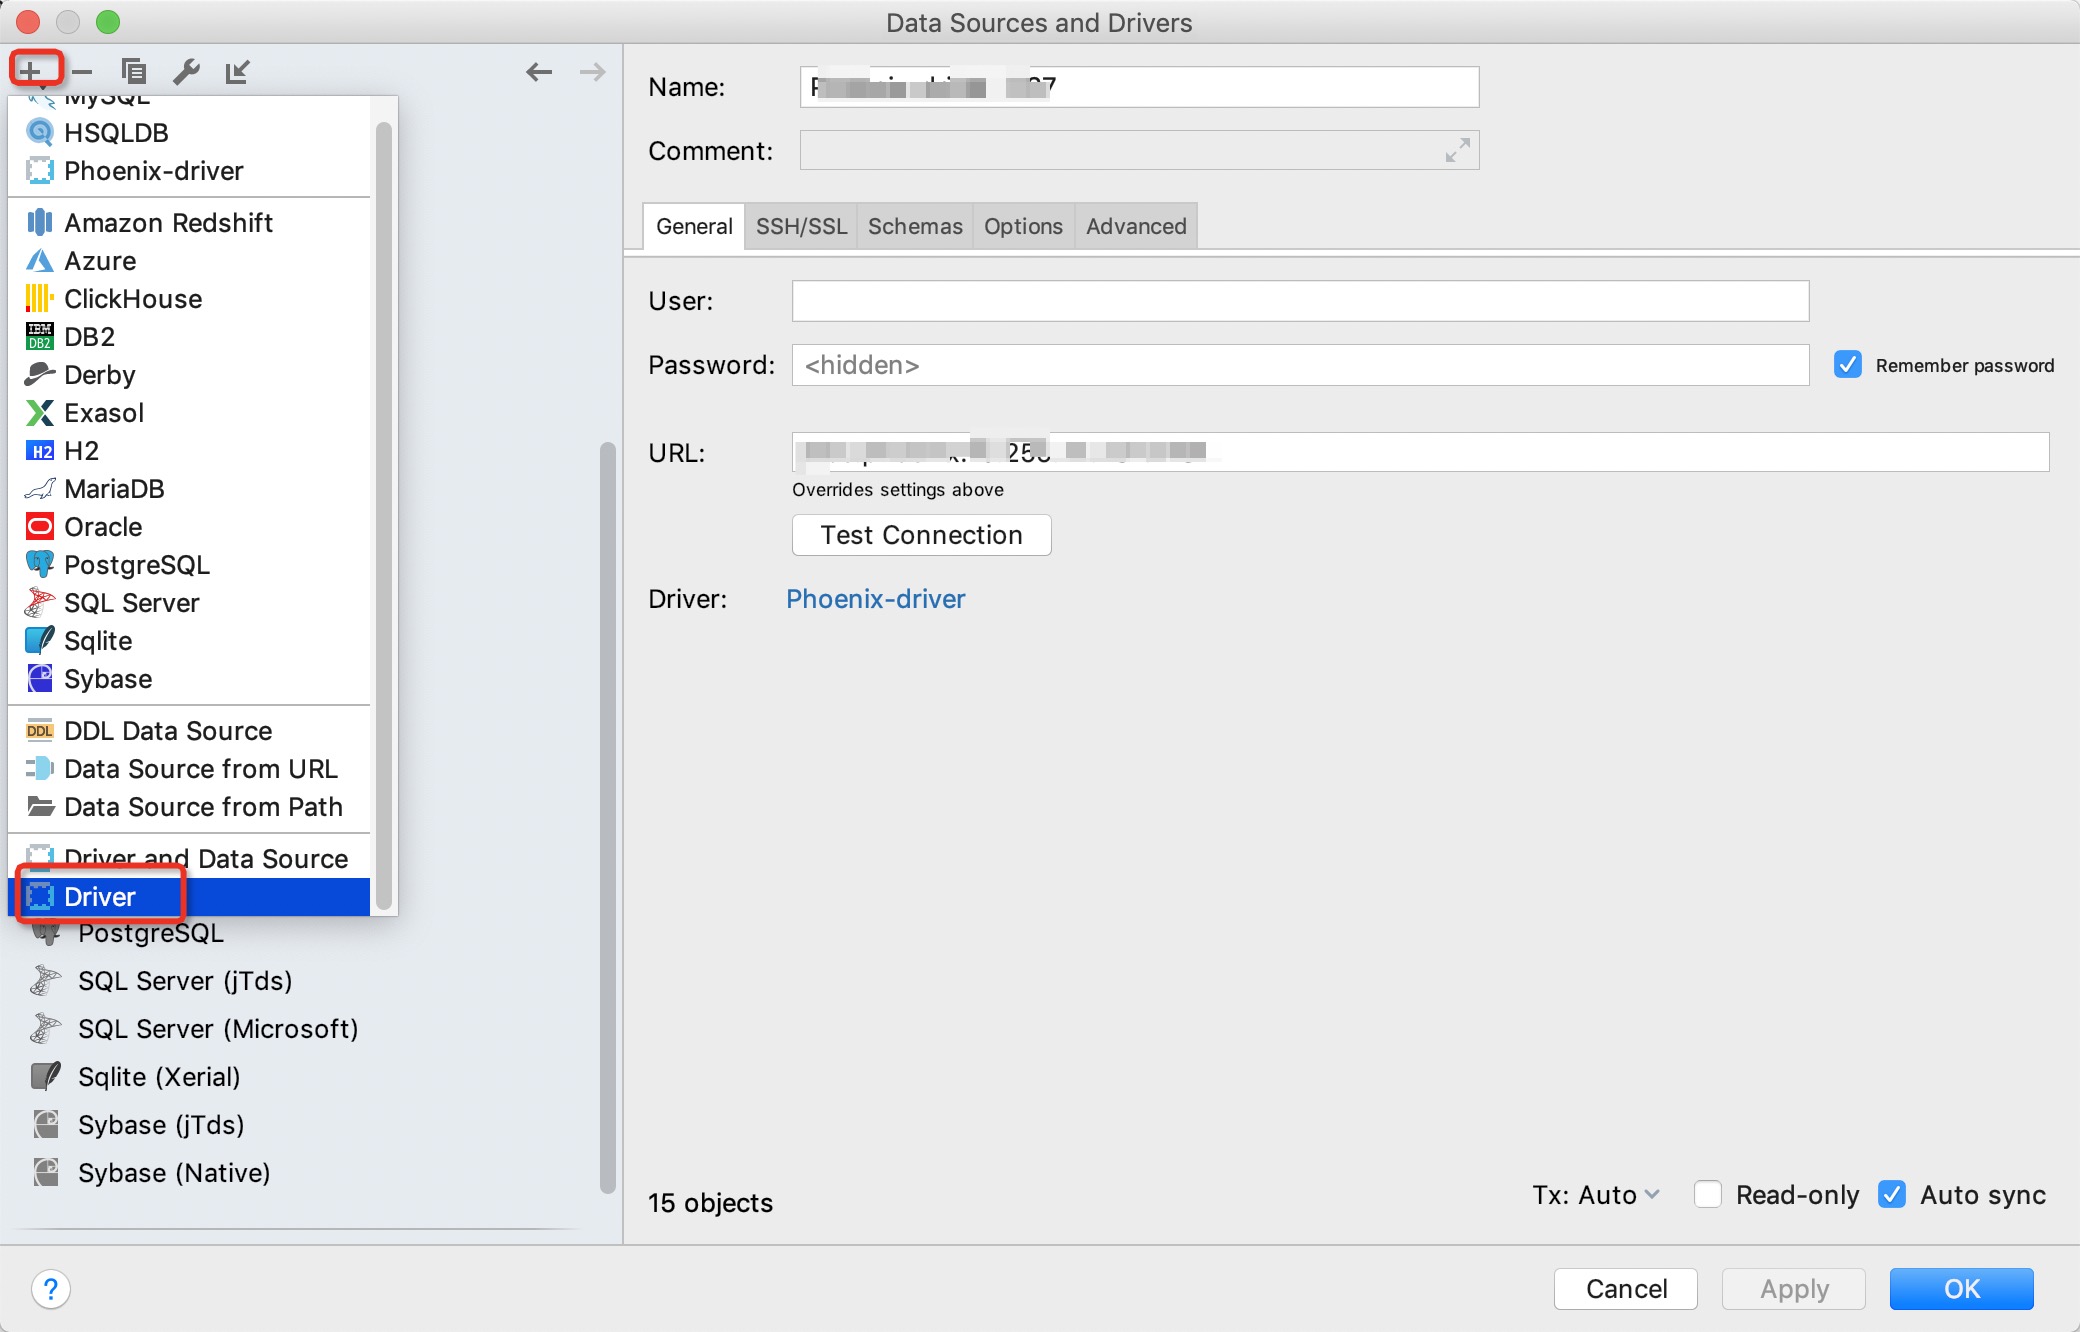 Data Sources and Drivers
MySQL
HSQLDB
Phoenix-driver
Amazon Redshift
Azure
ClickHouse
IBM
DB2
DB2
Derby
Exasol
H2
H2
MariaDB
Oracle
PostgreSQL
SQL Server
Sqlite
Sybase
DDL
DDL Data Source
Data Source from URL
Data Source from Path
Driver and Data Source
Driver
PostgreSQL
SQL Server (jTds)
SQL Server (Microsoft)
Sqlite (Xerial)
Sybase (jTds)
Sybase (Native)
Name:
Comment:
General SSH/SSL Schemas Options Advanced
User:
Password: <hidden> Remember password
URL:
Overrides settings above
Test Connection
Driver: Phoenix-driver
15 objects Tx: Auto Read-only Auto sync
? Cancel Apply OK